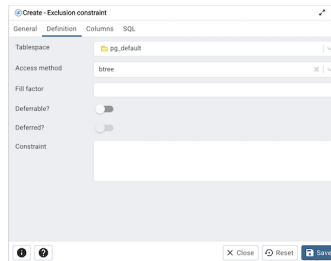 Create - Exclusion constraint
General Definition Columns SQL
Tablespace
pg_default
Access method
btree
Fill factor
Deferrable?
Deferred?
Constraint
Close Reset Save